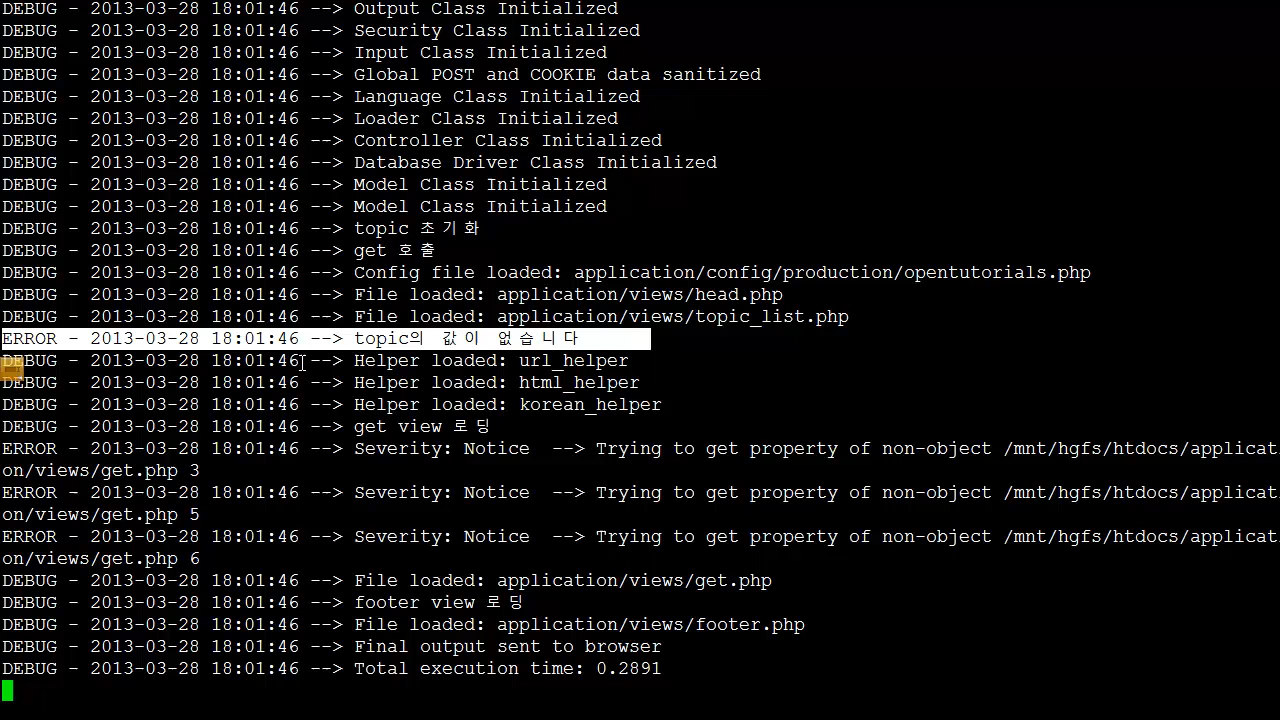 DEBUG - 2013-03-28 18:01:46 --> Output Class Initialized
DEBUG - 2013-03-28 18:01:46 --> Security Class Initialized
DEBUG - 2013-03-28 18:01:46 --> Input Class Initialized
DEBUG - 2013-03-28 18:01:46 --> Global POST and COOKIE data sanitized
DEBUG - 2013-03-28 18:01:46 --> Language Class Initialized
DEBUG - 2013-03-28 18:01:46 --> Loader Class Initialized
DEBUG - 2013-03-28 18:01:46 --> Controller Class Initialized
DEBUG - 2013-03-28 18:01:46 --> Database Driver Class Initialized
DEBUG - 2013-03-28 18:01:46 --> Model Class Initialized
DEBUG - 2013-03-28 18:01:46 --> Model Class Initialized
DEBUG - 2013-03-28 18:01:46 --> topic 초기화
DEBUG - 2013-03-28 18:01:46 --> get 호출
DEBUG - 2013-03-28 18:01:46 --> Config file loaded: application/config/production/opentutorials.php
DEBUG - 2013-03-28 18:01:46 --> File loaded: application/views/head.php
DEBUG - 2013-03-28 18:01:46 --> File loaded: application/views/topic_list.php
ERROR - 2013-03-28 18:01:46 --> topic의 값이 없습니다
DEBUG - 2013-03-28 18:01:46 --> Helper loaded: url_helper
DEBUG - 2013-03-28 18:01:46 --> Helper loaded: html_helper
DEBUG - 2013-03-28 18:01:46 --> Helper loaded: korean_helper
DEBUG - 2013-03-28 18:01:46 --> get view 로딩
ERROR - 2013-03-28 18:01:46 --> Severity: Notice  --> Trying to get property of non-object /mnt/hgfs/htdocs/applicati
on/views/get.php 3
ERROR - 2013-03-28 18:01:46 --> Severity: Notice  --> Trying to get property of non-object /mnt/hgfs/htdocs/applicati
on/views/get.php 5
ERROR - 2013-03-28 18:01:46 --> Severity: Notice  --> Trying to get property of non-object /mnt/hgfs/htdocs/applicati
on/views/get.php 6
DEBUG - 2013-03-28 18:01:46 --> File loaded: application/views/get.php
DEBUG - 2013-03-28 18:01:46 --> footer view 로딩
DEBUG - 2013-03-28 18:01:46 --> File loaded: application/views/footer.php
DEBUG - 2013-03-28 18:01:46 --> Final output sent to browser
DEBUG - 2013-03-28 18:01:46 --> Total execution time: 0.2891